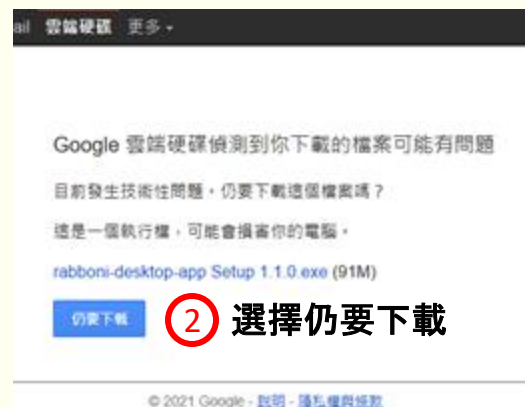 ail 雲端硬碟 更多
Google 雲端硬碟偵測到你下載的檔案可能有問題
目前發生技術性問題。仍要下載這個檔案嗎？
這是一個執行檔，可能會損害你的電腦。
rabboni-desktop-app Setup 1.1.0.exe (91M)
仍要下載 2 選擇仍要下載
© 2021 Google - 說明 - 隱私權與條款